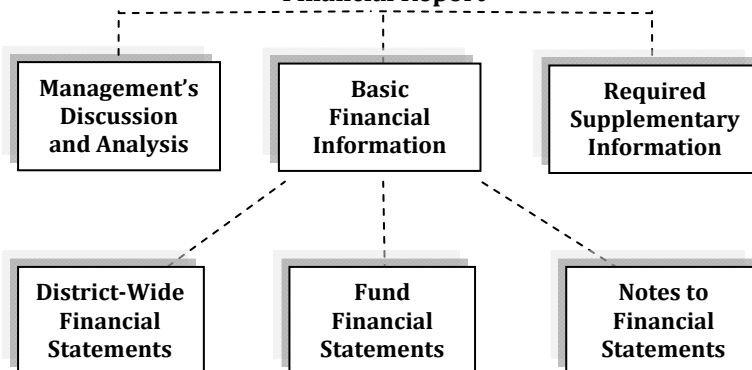 Financial Report
Management's
Discussion
and Analysis
Basic
Financial
Information
Required
Supplementary
Information
District-Wide
Financial
Statements
Fund
Financial
Statements
Notes to
Financial
Statements